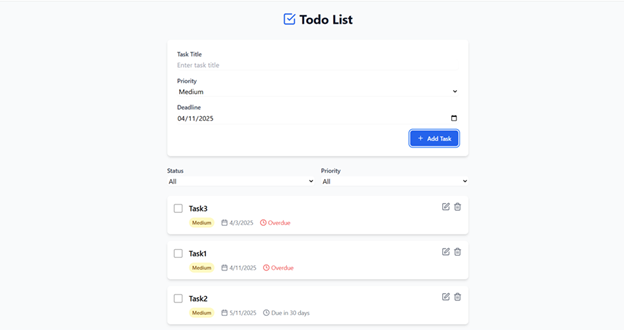 Todo List
Task Title
Enter task title
Priority
Medium
Deadline
04/11/2025
+ Add Task
Status Priority
All All
Task3
Medium 4/3/2025 Overdue
Task1
Medium 4/11/2025 Overdue
Task2
Medium 5/11/2025 Due in 30 days